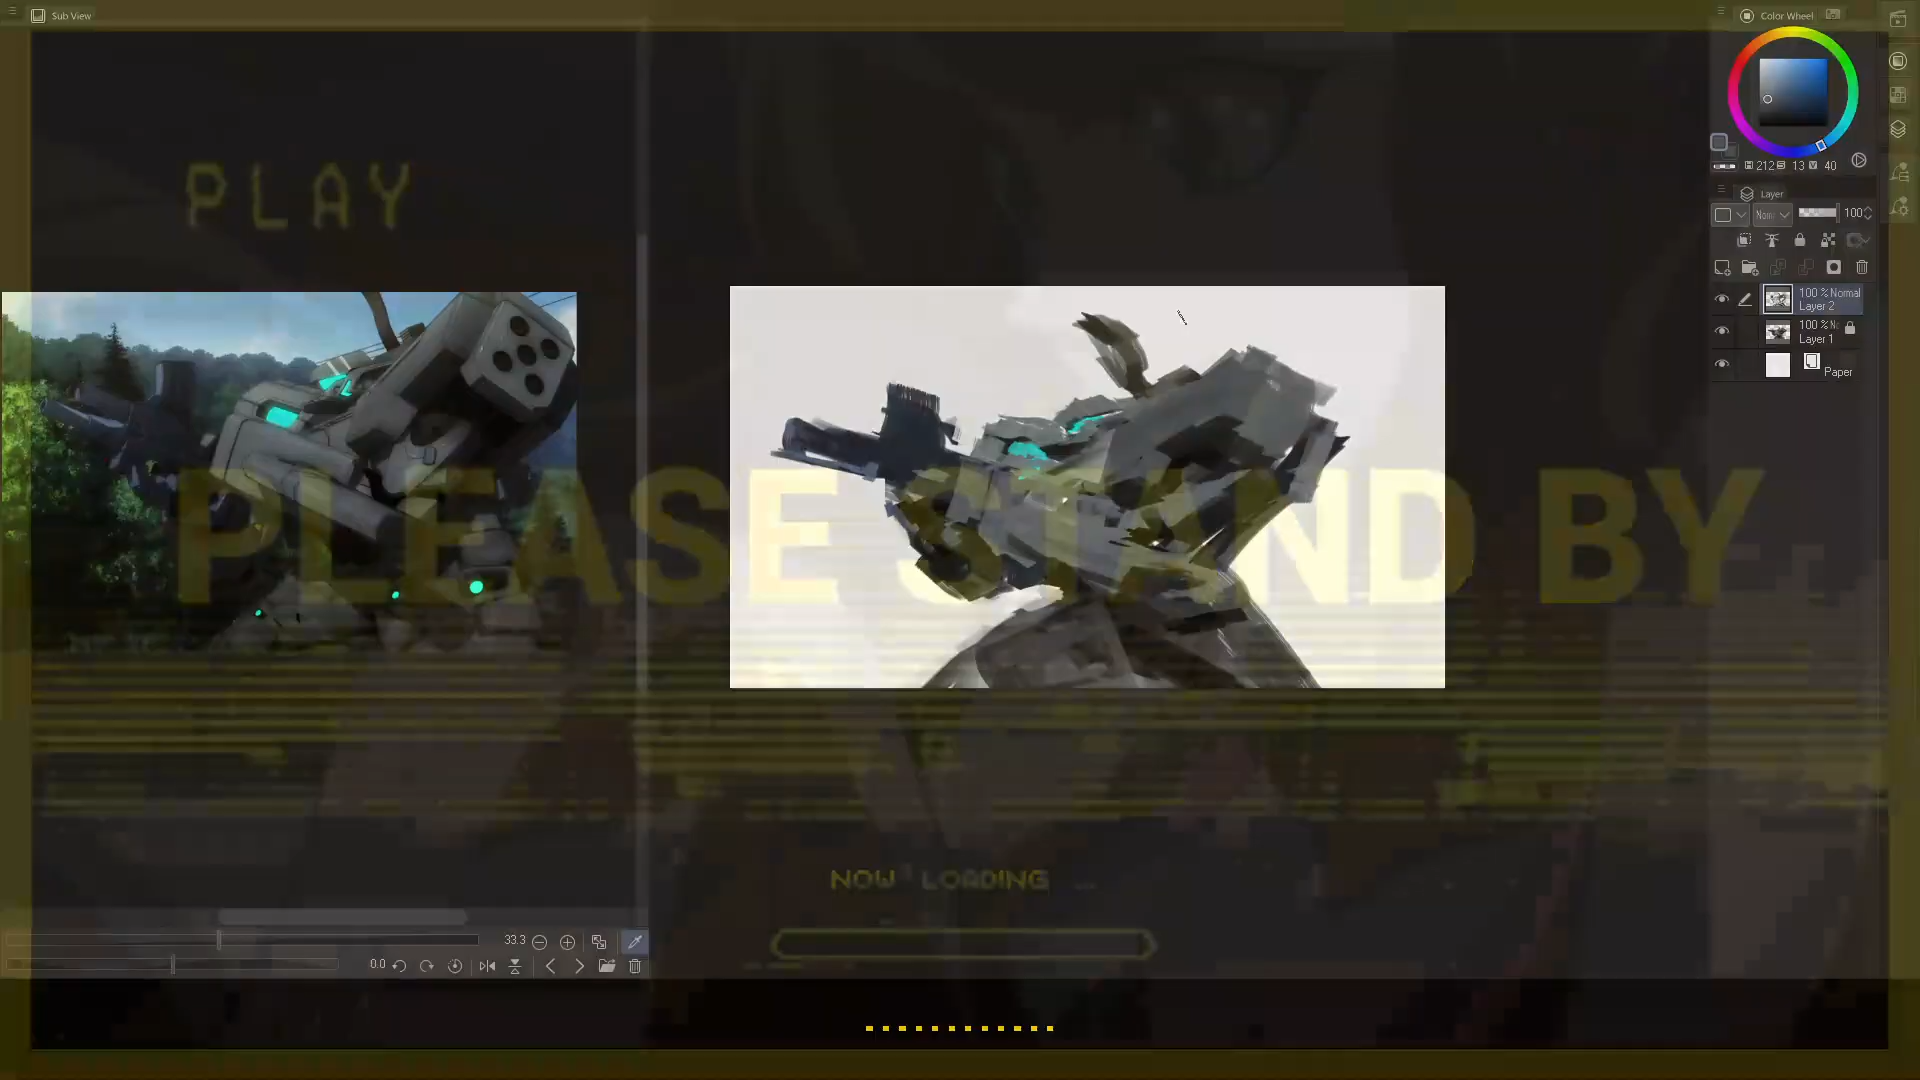 Sub View
Color Wheel
PLAY
212 13 40
Layer
100
100 % Normal
Layer 2
100 %
Layer 1
Paper
PLEASE STAND BY
NOW LOADING
33.3
0.0